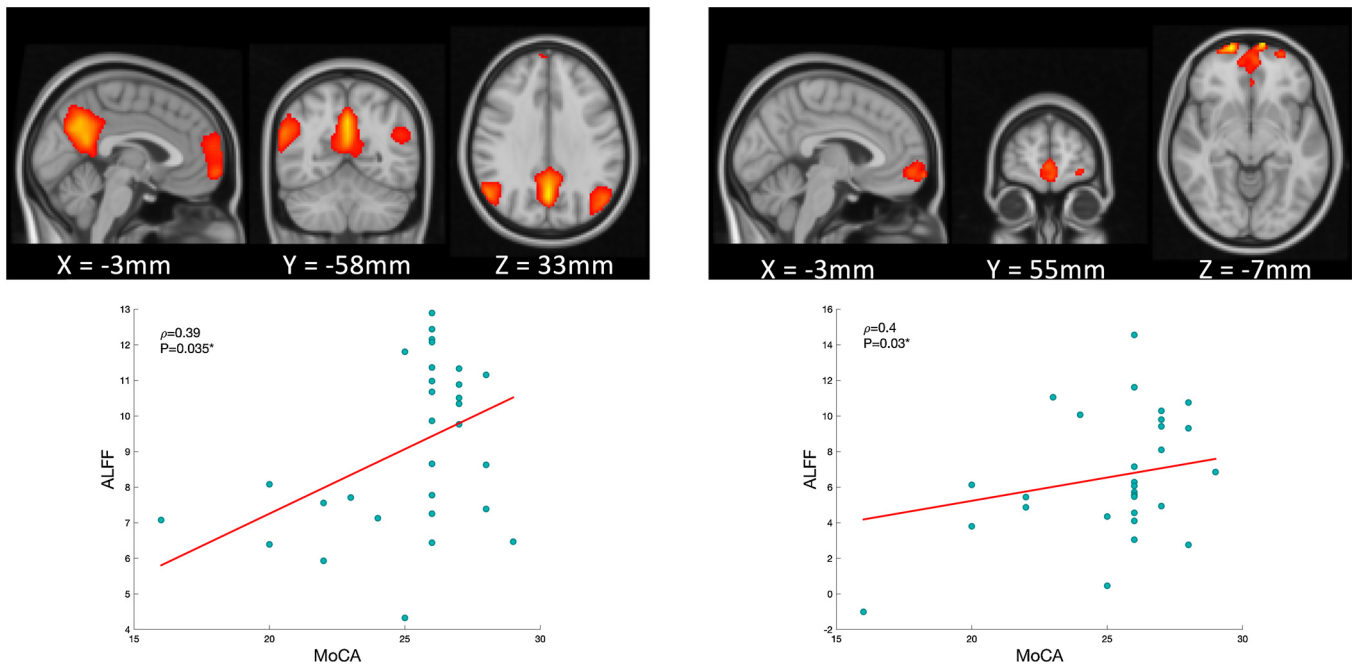 X = -3mm Y = -58mm Z = 33mm
X = -3mm Y = 55mm Z = -7mm
13
12
11
10
9
8
7
6
5
4
ALFF
ρ=0.39
P=0.035*
15 20 25 30
MoCA
16
14
12
10
8
6
4
2
0
-2
ALFF
ρ=0.4
P=0.03*
15 20 25 30
MoCA